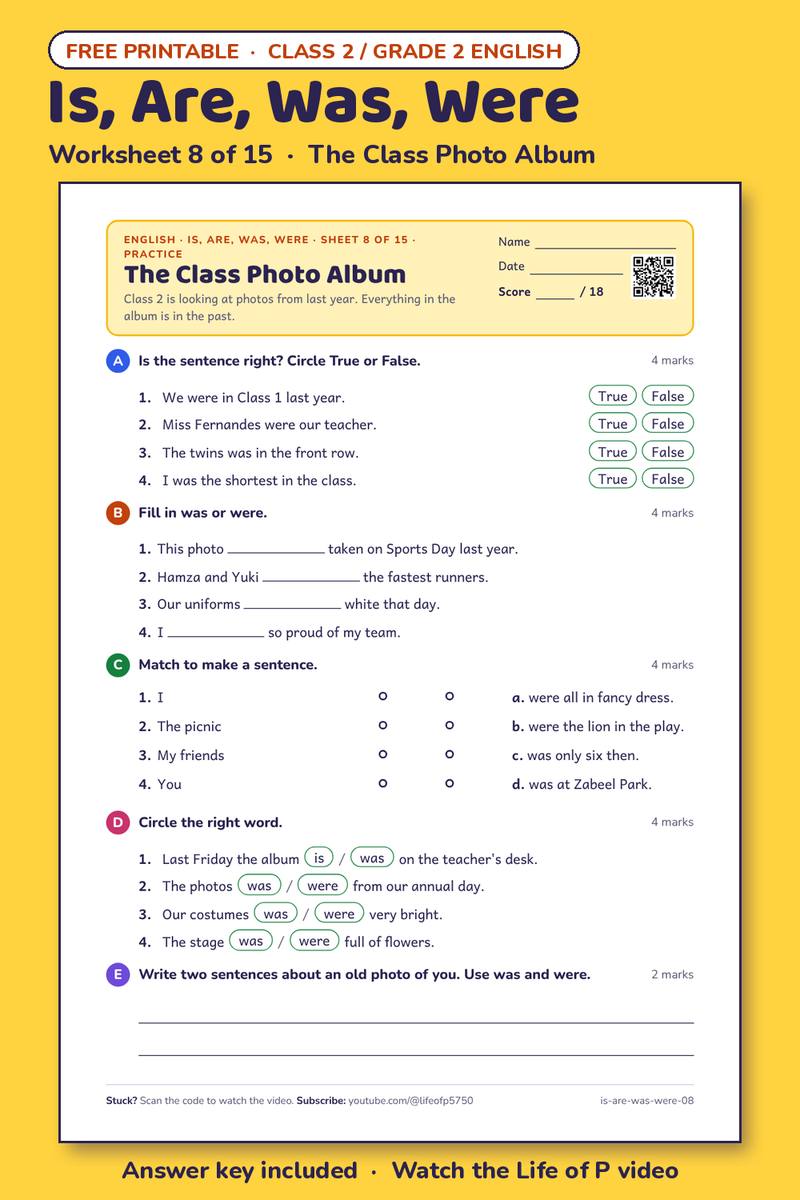 FREE PRINTABLE · CLASS 2 / GRADE 2 ENGLISH
Is, Are, Was, Were
Worksheet 8 of 15 · The Class Photo Album
ENGLISH · IS, ARE, WAS, WERE · SHEET 8 OF 15 ·
PRACTICE
The Class Photo Album
Class 2 is looking at photos from last year. Everything in the
album is in the past.
Name ____
Date ____
Score ____ / 18
A Is the sentence right? Circle True or False. 4 marks
1. We were in Class 1 last year. True False
2. Miss Fernandes were our teacher. True False
3. The twins was in the front row. True False
4. I was the shortest in the class. True False
B Fill in was or were. 4 marks
1. This photo ____ taken on Sports Day last year.
2. Hamza and Yuki ____ the fastest runners.
3. Our uniforms ____ white that day.
4. I ____ so proud of my team.
C Match to make a sentence. 4 marks
1. I a. were all in fancy dress.
2. The picnic b. were the lion in the play.
3. My friends c. was only six then.
4. You d. was at Zabeel Park.
D Circle the right word. 4 marks
1. Last Friday the album is / was on the teacher's desk.
2. The photos was / were from our annual day.
3. Our costumes was / were very bright.
4. The stage was / were full of flowers.
E Write two sentences about an old photo of you. Use was and were. 2 marks
Stuck? Scan the code to watch the video. Subscribe: youtube.com/@lifeofp5750 is-are-was-were-08
Answer key included · Watch the Life of P video